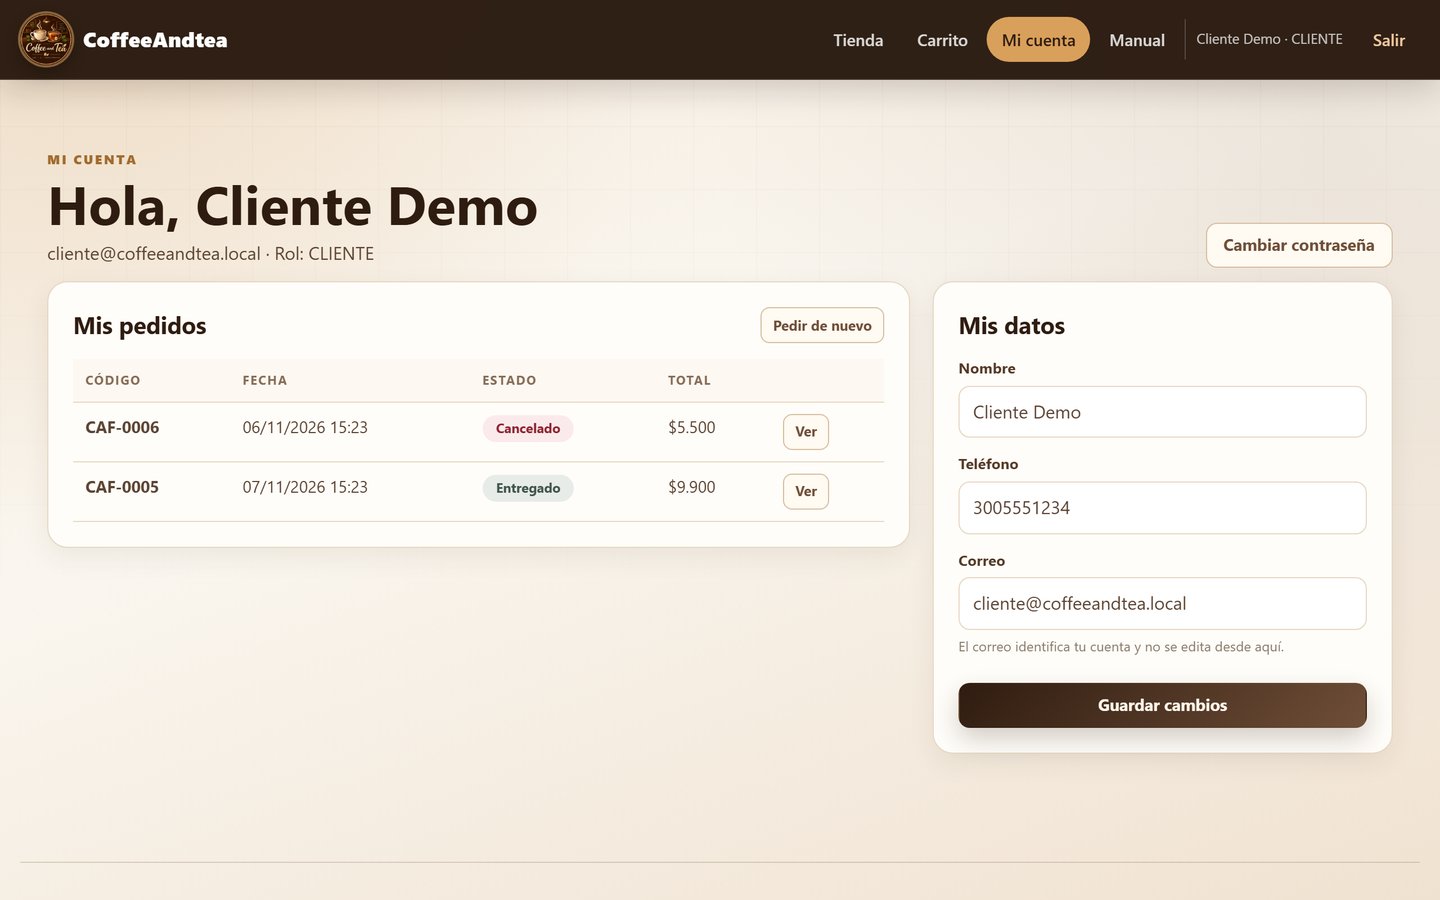 Coffee and Tea
CoffeeAndtea
Tienda
Carrito
Mi cuenta
Manual
Cliente Demo · CLIENTE
Salir
MI CUENTA
Hola, Cliente Demo
cliente@coffeeandtea.local · Rol: CLIENTE
Cambiar contraseña
Mis pedidos
Pedir de nuevo
CÓDIGO FECHA ESTADO TOTAL
CAF-0006 06/11/2026 15:23 Cancelado $5.500 Ver
CAF-0005 07/11/2026 15:23 Entregado $9.900 Ver
Mis datos
Nombre
Cliente Demo
Teléfono
3005551234
Correo
cliente@coffeeandtea.local
El correo identifica tu cuenta y no se edita desde aquí.
Guardar cambios